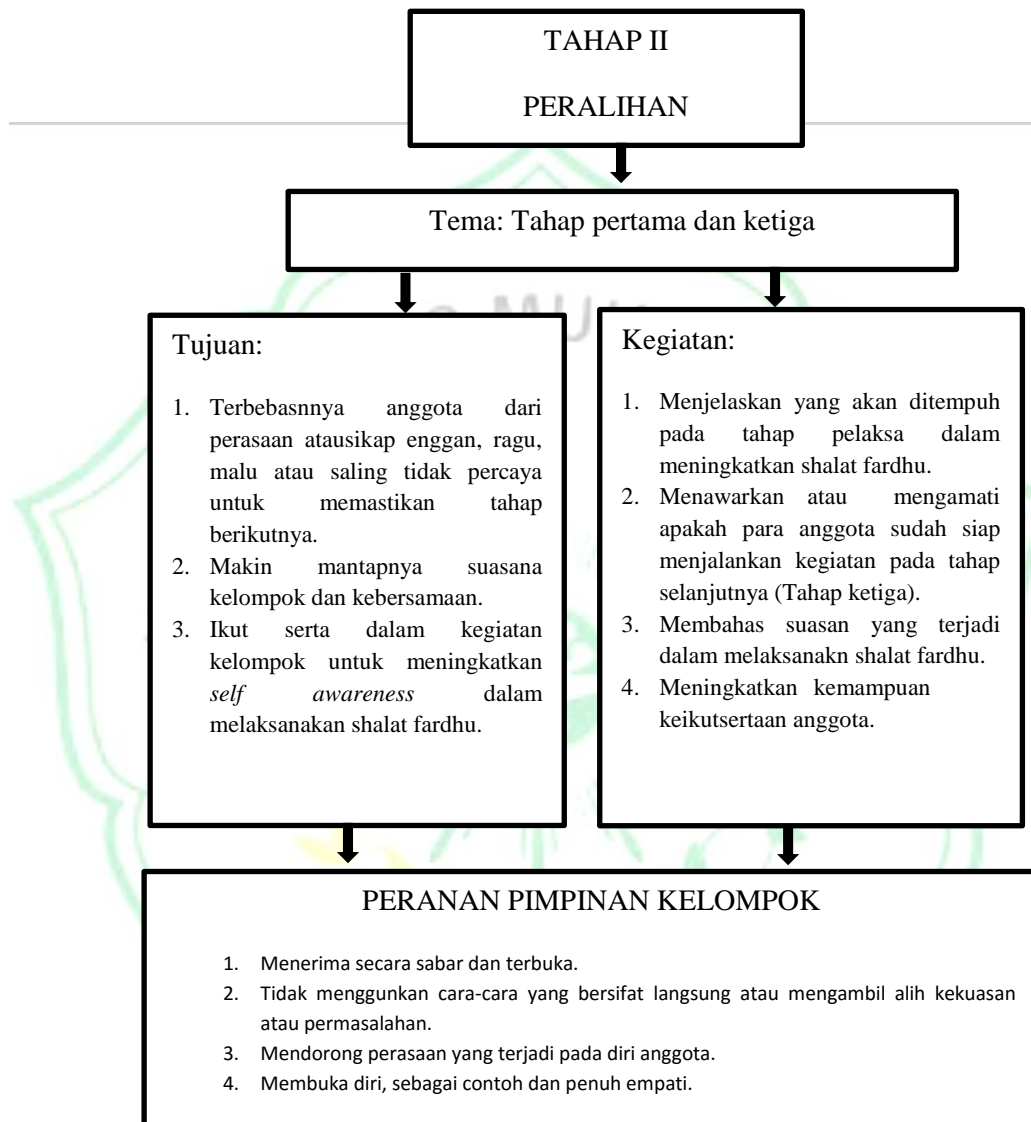 TAHAP II
PERALIHAN
Tema: Tahap pertama dan ketiga
Tujuan:
1. Terbebasnnya anggota dari
perasaan atausikap enggan, ragu,
malu atau saling tidak percaya
untuk memastikan tahap
berikutnya.
2. Makin mantapnya suasana
kelompok dan kebersamaan.
3. Ikut serta dalam kegiatan
kelompok untuk meningkatkan
self awareness dalam
melaksanakan shalat fardhu.
Kegiatan:
1. Menjelaskan yang akan ditempuh
pada tahap pelaksa dalam
meningkatkan shalat fardhu.
2. Menawarkan atau mengamati
apakah para anggota sudah siap
menjalankan kegiatan pada tahap
selanjutnya (Tahap ketiga).
3. Membahas suasan yang terjadi
dalam melaksanakn shalat fardhu.
4. Meningkatkan kemampuan
keikutsertaan anggota.
PERANAN PIMPINAN KELOMPOK
1. Menerima secara sabar dan terbuka.
2. Tidak menggunkan cara-cara yang bersifat langsung atau mengambil alih kekuasan
atau permasalahan.
3. Mendorong perasaan yang terjadi pada diri anggota.
4. Membuka diri, sebagai contoh dan penuh empati.